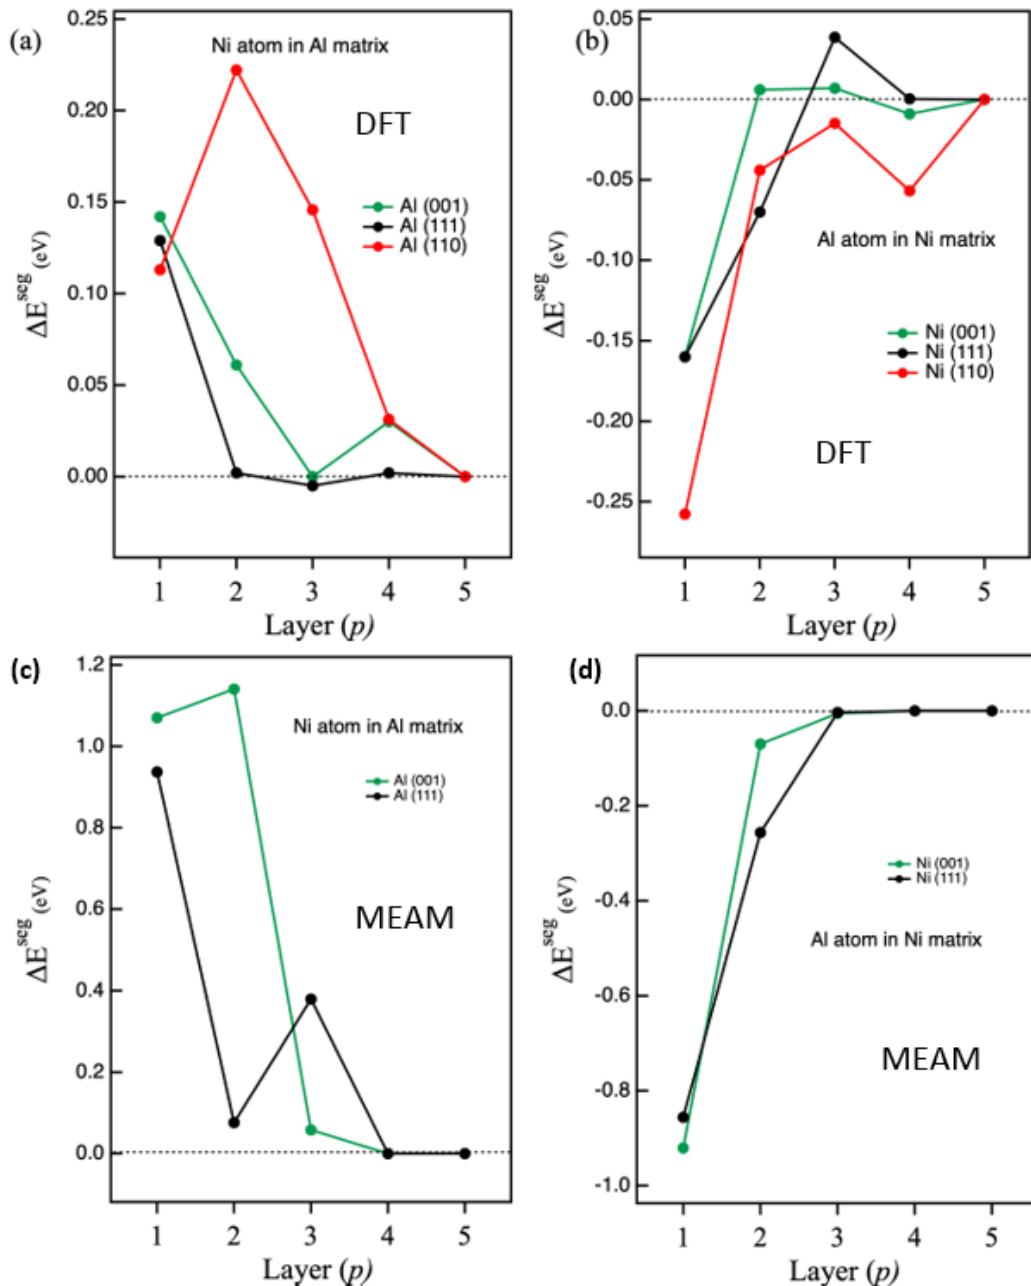 (a)
Ni atom in Al matrix
DFT
Al (001)
Al (111)
Al (110)
0.25
0.20
0.15
0.10
0.05
0.00
ΔE^seg (eV)
1 2 3 4 5
Layer (p)
(b)
0.00
-0.05
-0.10
-0.15
-0.20
-0.25
ΔE^seg (eV)
Al atom in Ni matrix
Ni (001)
Ni (111)
Ni (110)
DFT
1 2 3 4 5
Layer (p)
(c)
1.2
1.0
0.8
0.6
0.4
0.2
0.0
ΔE^seg (eV)
Ni atom in Al matrix
Al (001)
Al (111)
MEAM
1 2 3 4 5
Layer (p)
(d)
0.0
-0.2
-0.4
-0.6
-0.8
-1.0
ΔE^seg (eV)
Ni (001)
Ni (111)
Al atom in Ni matrix
MEAM
1 2 3 4 5
Layer (p)